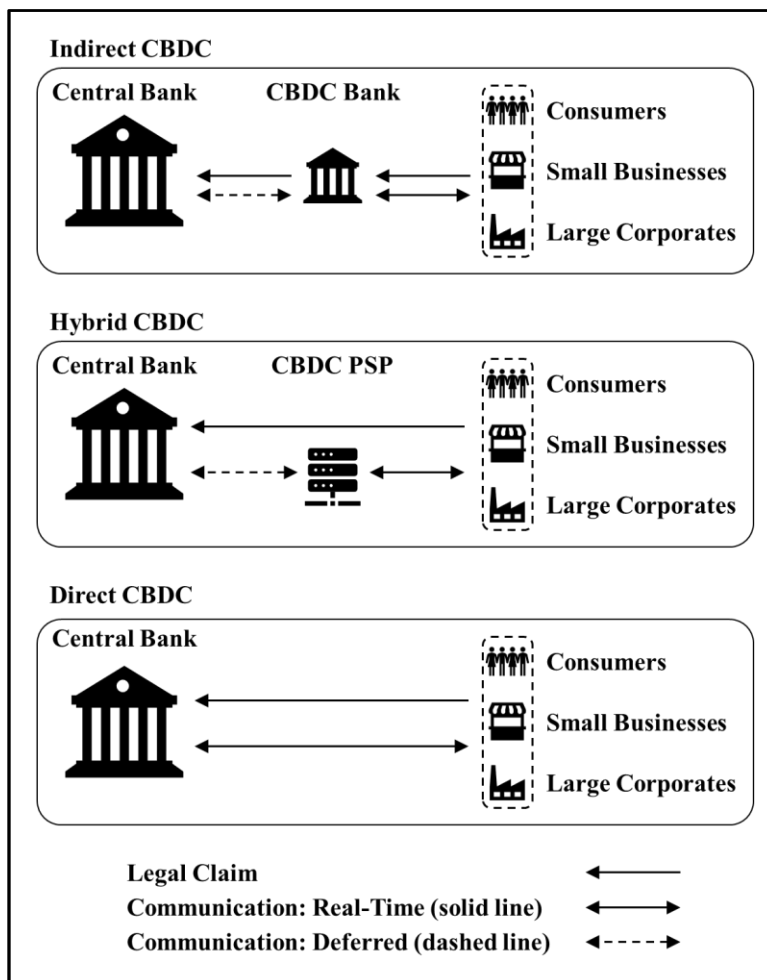 Indirect CBDC
Central Bank
CBDC Bank
Consumers
Small Businesses
Large Corporates
Hybrid CBDC
Central Bank
CBDC PSP
Consumers
Small Businesses
Large Corporates
Direct CBDC
Central Bank
Consumers
Small Businesses
Large Corporates
Legal Claim
Communication: Real-Time (solid line)
Communication: Deferred (dashed line)